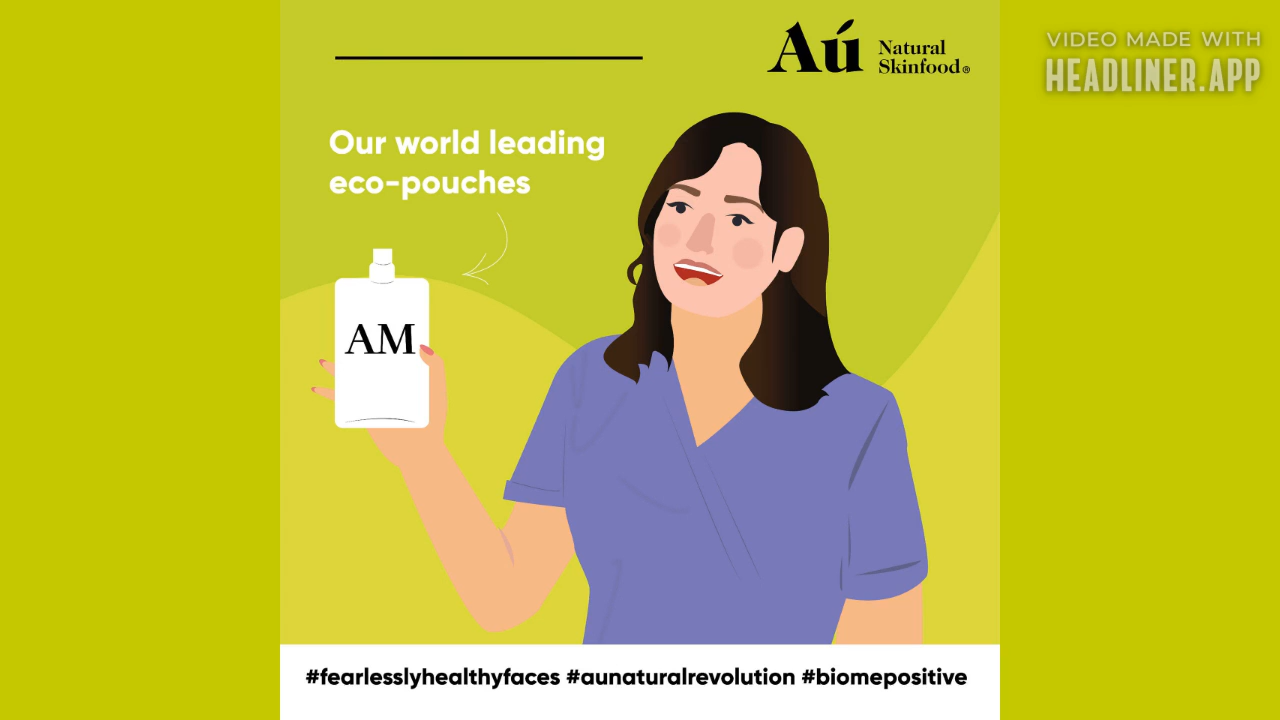 Aú Natural
Skinfood®
VIDEO MADE WITH
HEADLINER.APP
Our world leading
eco-pouches
AM
#fearlesslyhealthyfaces #aunaturalrevolution #biomepositive